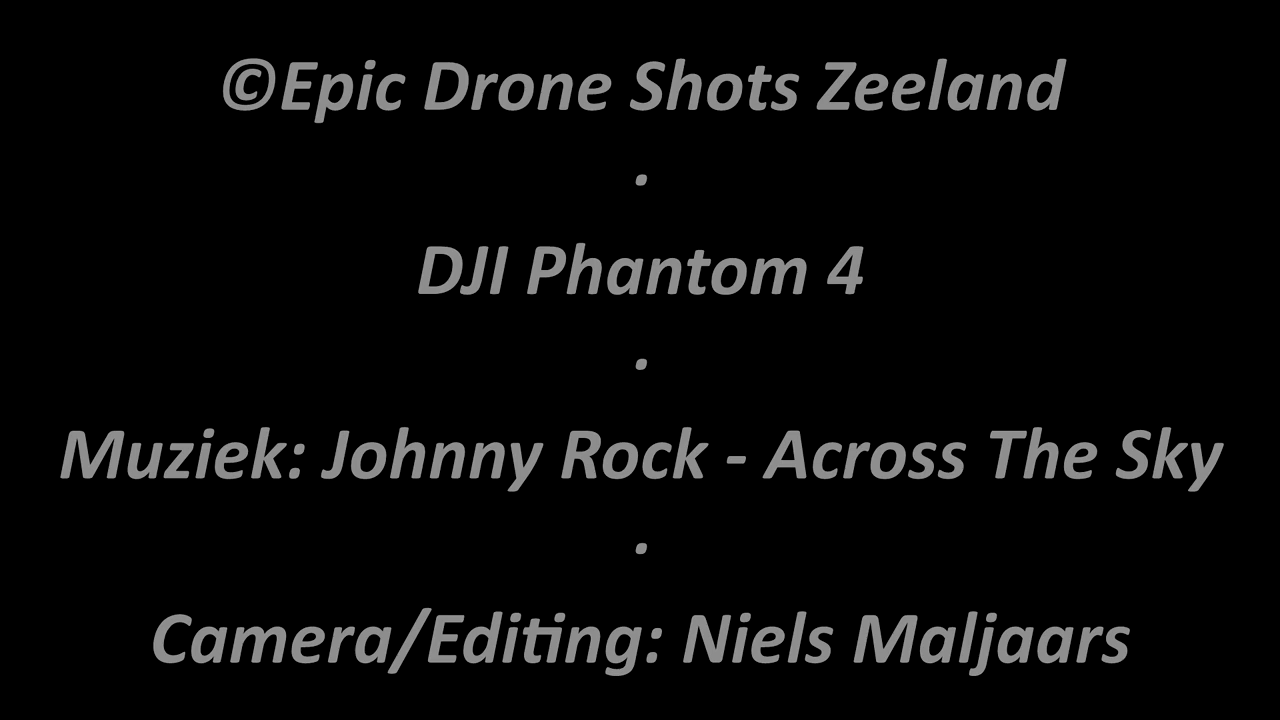 ©Epic Drone Shots Zeeland
.
DJI Phantom 4
.
Muziek: Johnny Rock - Across The Sky
.
Camera/Editing: Niels Maljaars